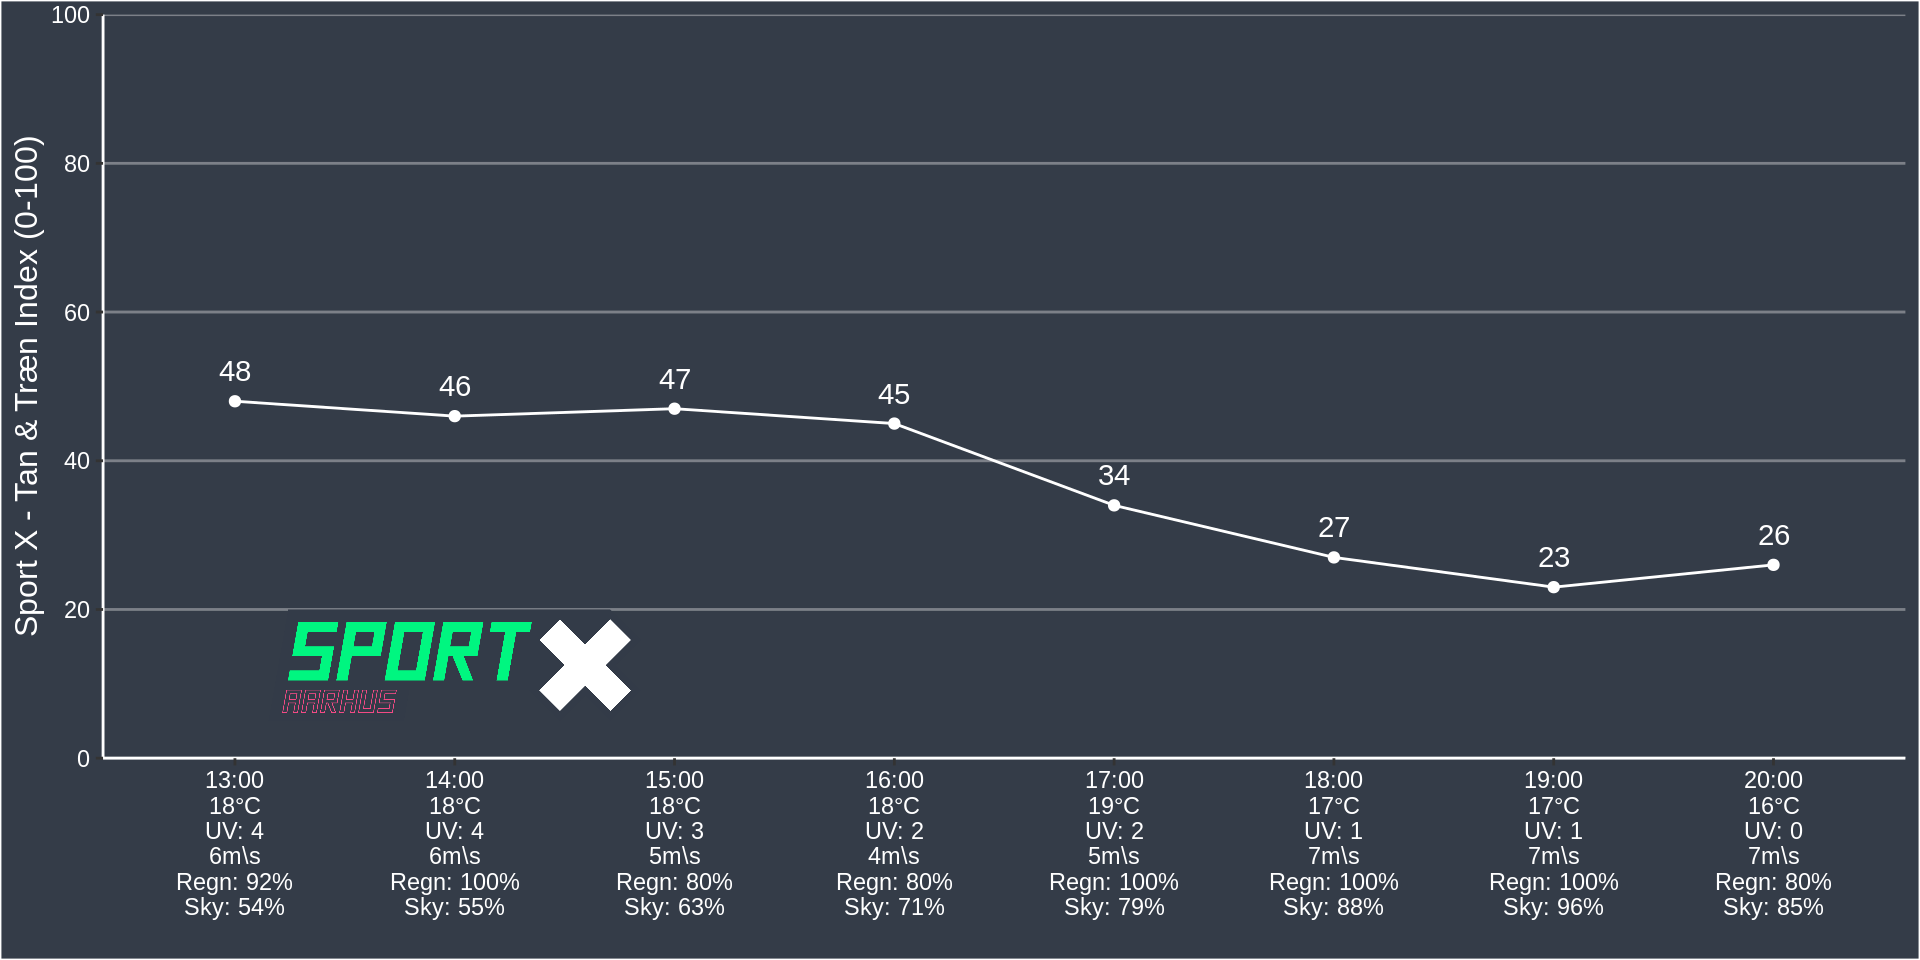 Sport X - Tan & Træn Index (0-100)
100
80
60
40
20
0
48
46
47
45
34
27
23
26
SPORT X
AARHUS
13:00
18°C
UV: 4
6m\s
Regn: 92%
Sky: 54%
14:00
18°C
UV: 4
6m\s
Regn: 100%
Sky: 55%
15:00
18°C
UV: 3
5m\s
Regn: 80%
Sky: 63%
16:00
18°C
UV: 2
4m\s
Regn: 80%
Sky: 71%
17:00
19°C
UV: 2
5m\s
Regn: 100%
Sky: 79%
18:00
17°C
UV: 1
7m\s
Regn: 100%
Sky: 88%
19:00
17°C
UV: 1
7m\s
Regn: 100%
Sky: 96%
20:00
16°C
UV: 0
7m\s
Regn: 80%
Sky: 85%